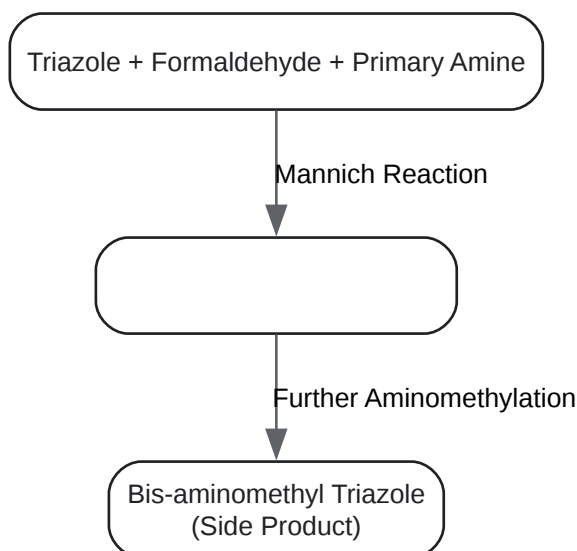 Triazole + Formaldehyde + Primary Amine
Mannich Reaction
Further Aminomethylation
Bis-aminomethyl Triazole
(Side Product)